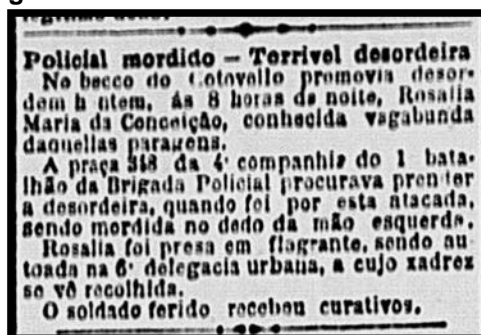 Policial mordido — Terrivel desordeira
No becco do Cotovello promovia desor-
dem hontem, ás 8 horas da noite, Rosalia
Maria da Conceição, conhecida vagabunda
daquellas paragens.
A praça 318 da 4ª companhia do 1 bata-
lhão da Brigada Policial procurava prender
a desordeira, quando foi por esta atacada,
sendo mordida no dedo da mão esquerda.
Rosalia foi presa em flagrante, sendo au-
toada na 6ª delegacia urbana, a cujo xadrez
se vê recolhida.
O soldado ferido recebeu curativos.